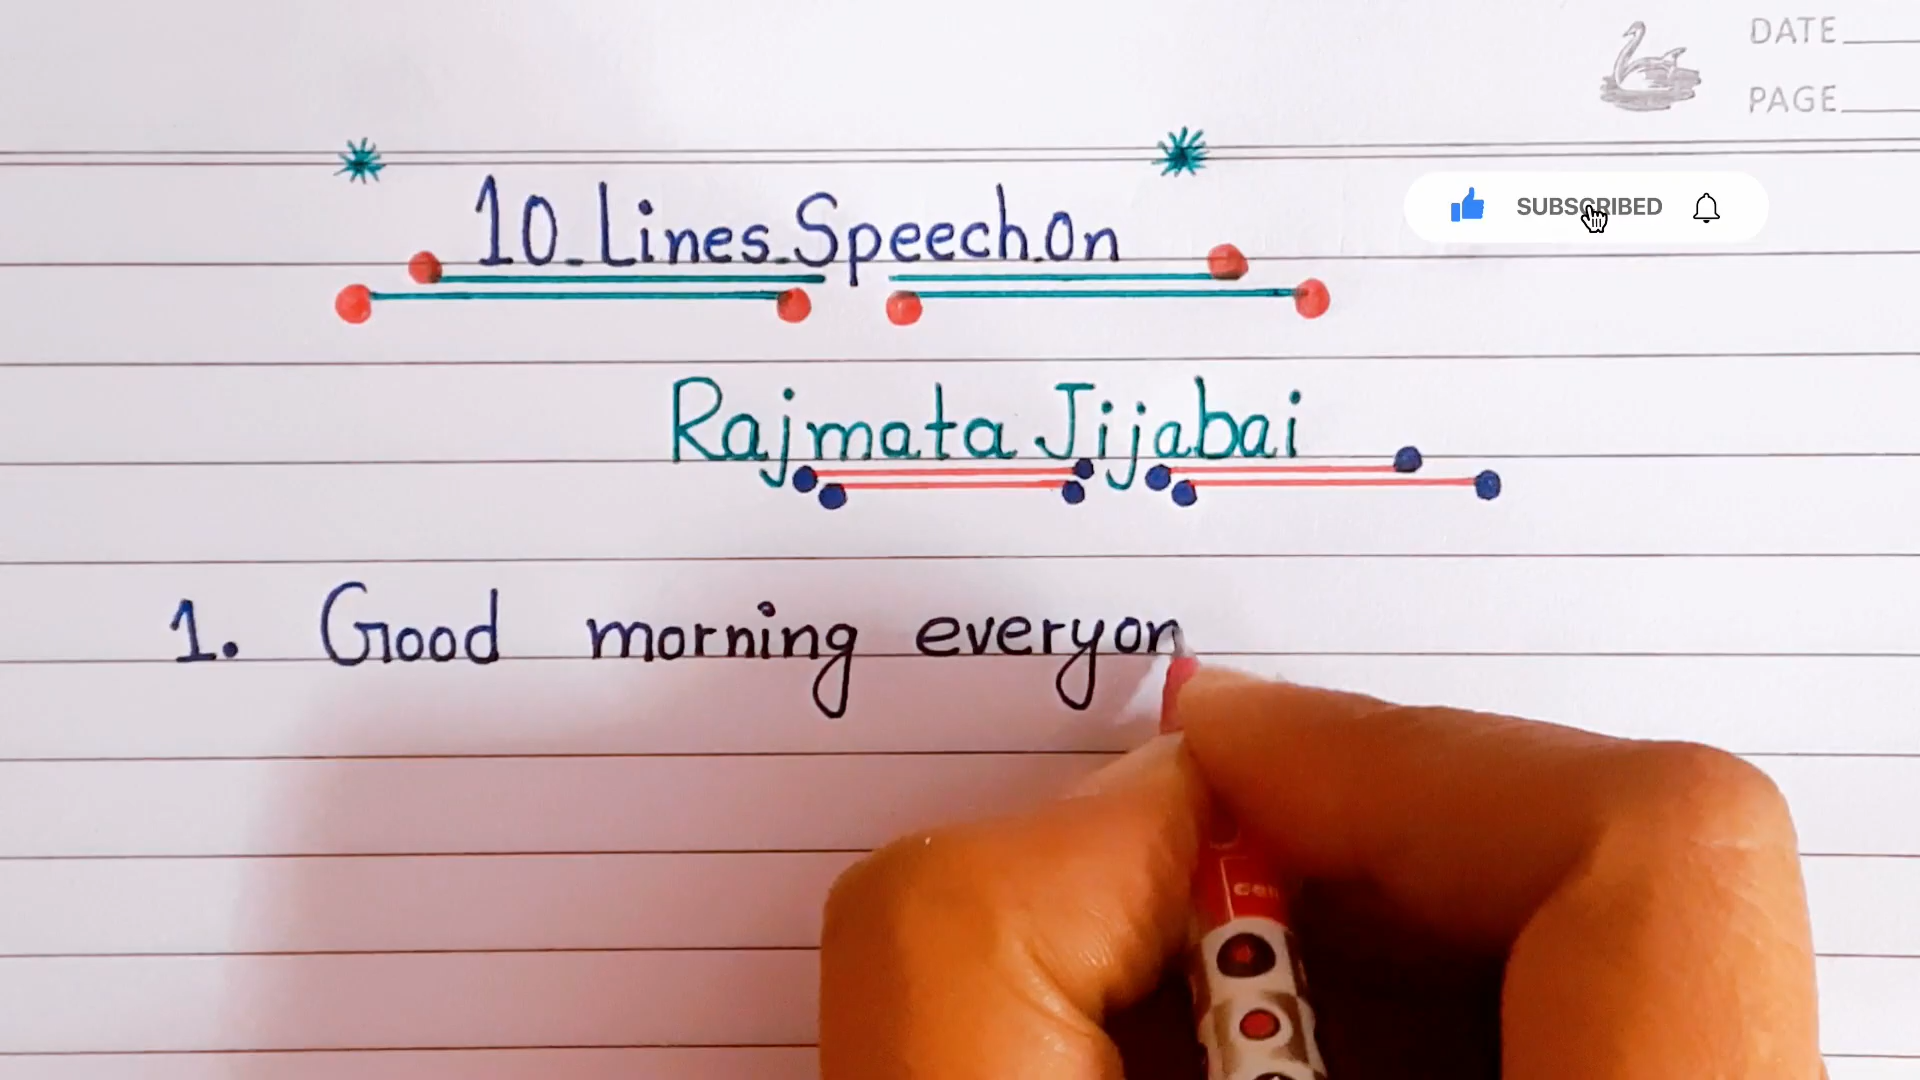 DATE
PAGE
10 Lines Speech On
SUBSCRIBED
Rajmata Jijabai
1. Good morning everyon